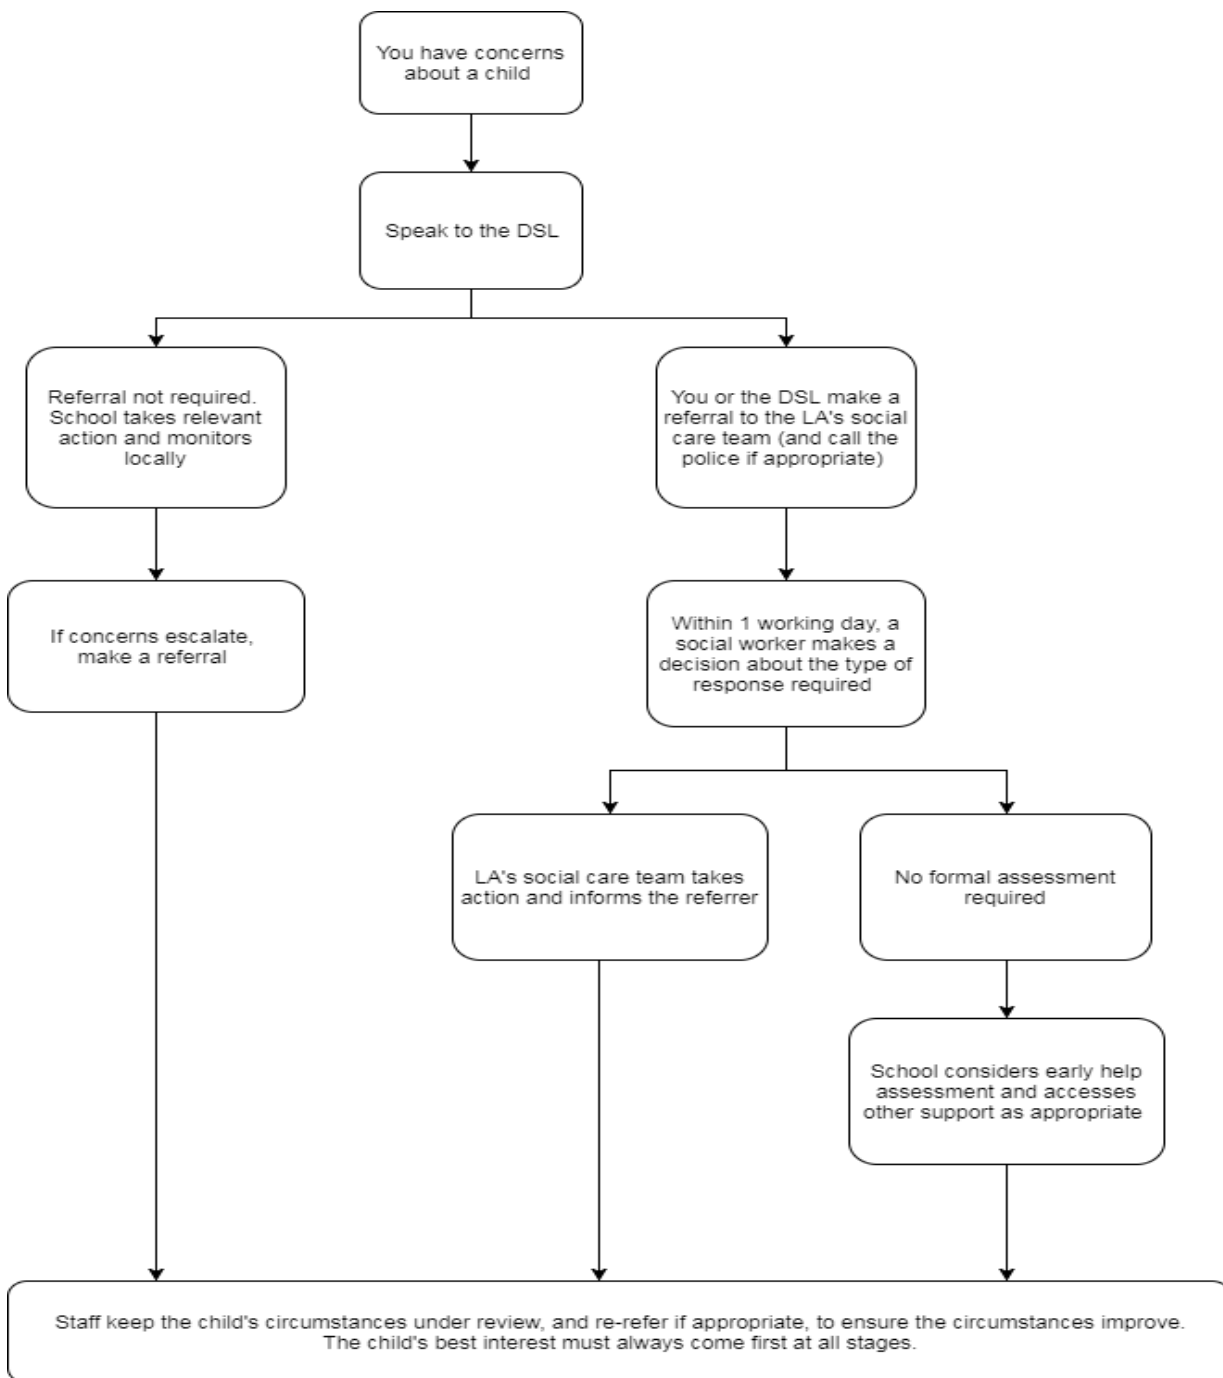 You have concerns
about a child
Speak to the DSL
Referral not required.
School takes relevant
action and monitors
locally
You or the DSL make a
referral to the LA's social
care team (and call the
police if appropriate)
If concerns escalate,
make a referral
Within 1 working day, a
social worker makes a
decision about the type of
response required
LA's social care team takes
action and informs the referrer
No formal assessment
required
School considers early help
assessment and accesses
other support as appropriate
Staff keep the child's circumstances under review, and re-refer if appropriate, to ensure the circumstances improve.
The child's best interest must always come first at all stages.